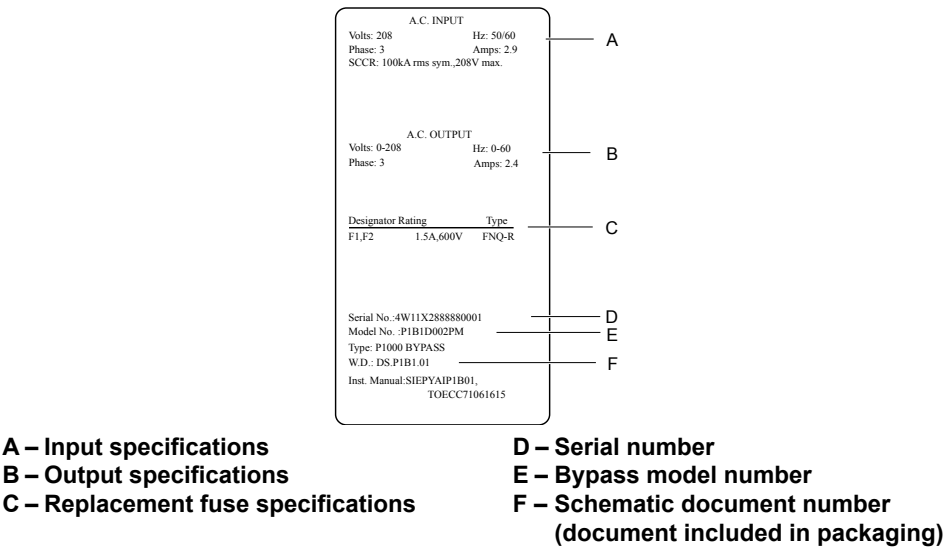 A.C. INPUT
Volts: 208 Hz: 50/60
Phase: 3 Amps: 2.9
SCCR: 100kA rms sym.,208V max.
A
A.C. OUTPUT
Volts: 0-208 Hz: 0-60
Phase: 3 Amps: 2.4
B
Designator Rating Type
F1,F2 1.5A,600V FNQ-R
C
Serial No.:4W11X2888880001
D
Model No. :P1B1D002PM
E
Type: P1000 BYPASS
W.D.: DS.P1B1.01
F
Inst. Manual:SIEPYAIP1B01,
TOECC71061615
A – Input specifications
B – Output specifications
C – Replacement fuse specifications
D – Serial number
E – Bypass model number
F – Schematic document number
(document included in packaging)